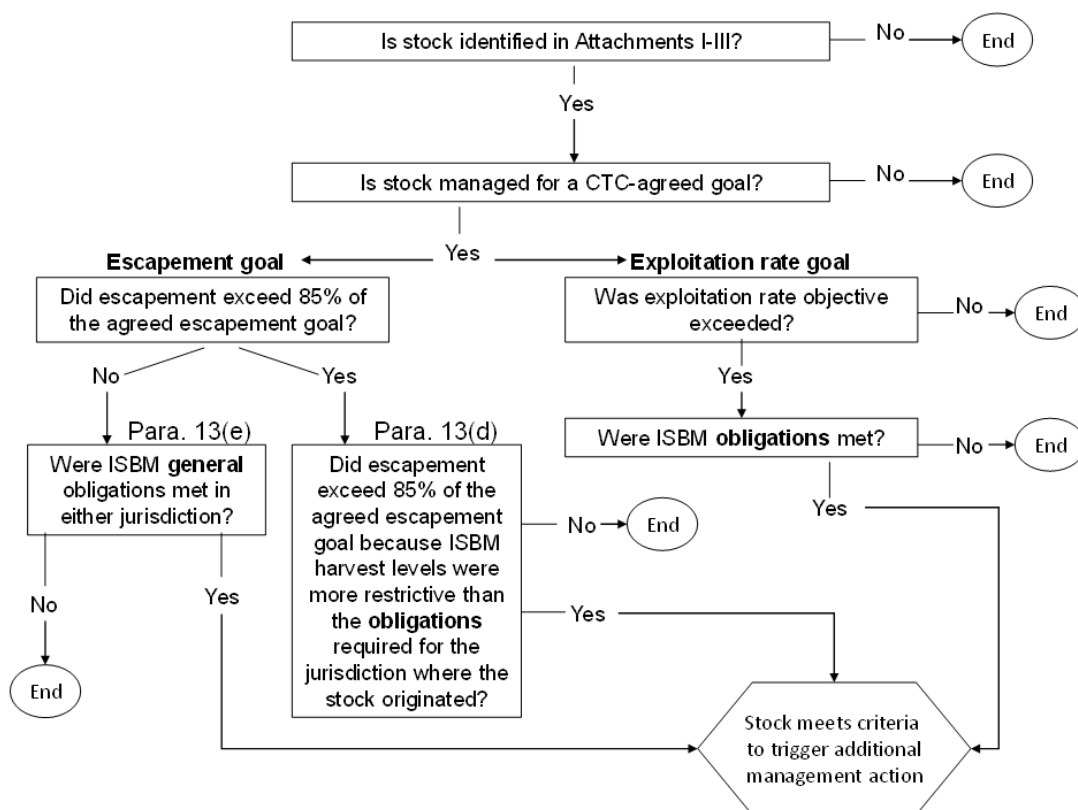 Is stock identified in Attachments I-III?
No
End
Yes
Is stock managed for a CTC-agreed goal?
No
End
Yes
Escapement goal
Exploitation rate goal
Did escapement exceed 85% of
the agreed escapement goal?
Was exploitation rate objective
exceeded?
No
End
No
Yes
Yes
Para. 13(e)
Para. 13(d)
Were ISBM general
obligations met in
either jurisdiction?
Did escapement
exceed 85% of the
agreed escapement
goal because ISBM
harvest levels were
more restrictive than
the obligations
required for the
jurisdiction where the
stock originated?
Were ISBM obligations met?
No
End
No
End
Yes
Yes
No
Yes
End
Stock meets criteria
to trigger additional
management action